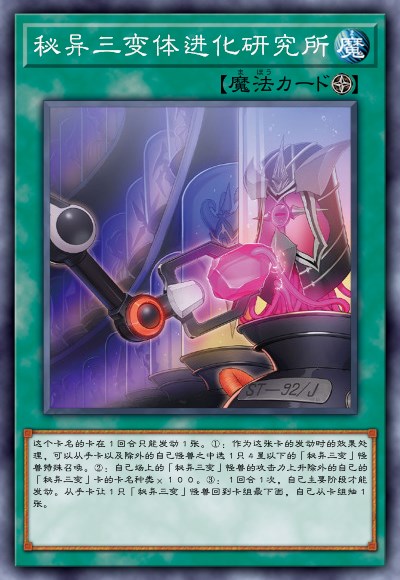 秘异三变体进化研究所 魔
【魔法カード】
まほう
ST-92/J
这个卡名的卡在1回合只能发动1张。①：作为这张卡的发动时的效果处
理，可以从手卡以及除外的自己怪兽之中选1只4星以下的「秘异三变」怪
兽特殊召唤。②：自己场上的「秘异三变」怪兽的攻击力上升除外的自己的
「秘异三变」卡的卡名种类×100。③：1回合1次，自己主要阶段才能
发动。从手卡让1只「秘异三变」怪兽回到卡组最下面，自己从卡组抽1
张。